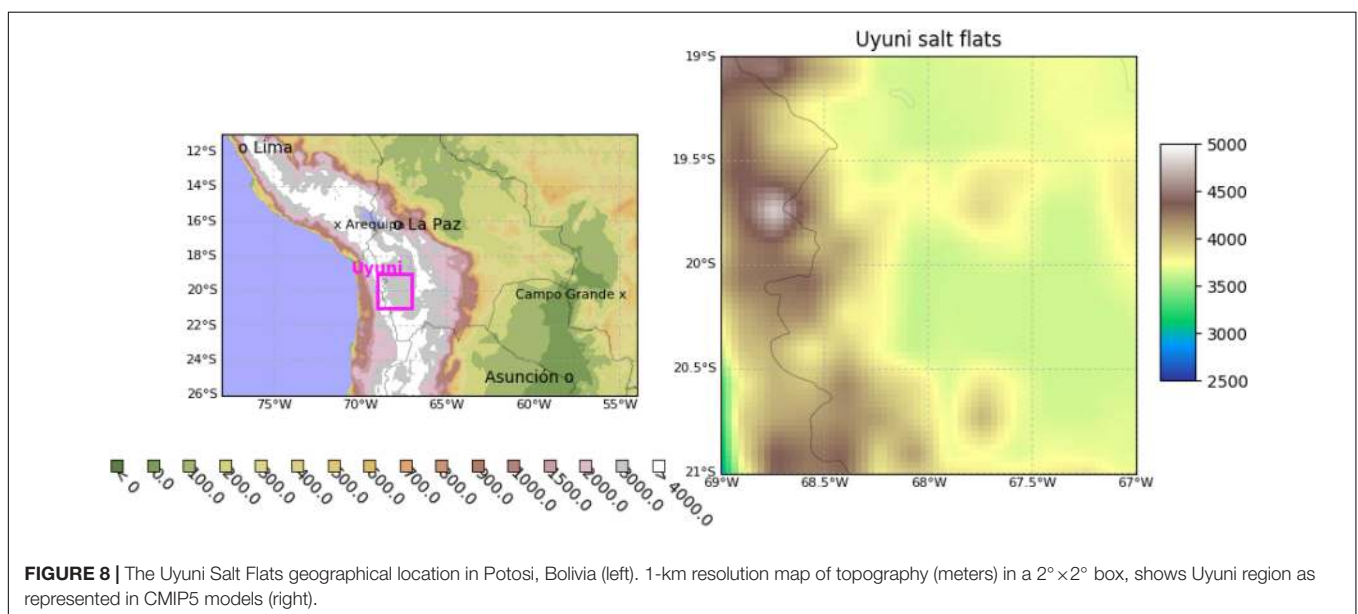 Uyuni salt flats
12°S
14°S
16°S
18°S
20°S
22°S
24°S
26°S
o Lima
x Arequipa
o La Paz
Uyuni
Campo Grande x
Asunción o
75°W 70°W 65°W 60°W 55°W
< 0
0.0
100.0
200.0
300.0
400.0
500.0
600.0
700.0
800.0
900.0
1000.0
1500.0
2000.0
3000.0
> 4000.0
19°S
19.5°S
20°S
20.5°S
21°S
69°W 68.5°W 68°W 67.5°W 67°W
5000
4500
4000
3500
3000
2500
FIGURE 8 | The Uyuni Salt Flats geographical location in Potosi, Bolivia (left). 1-km resolution map of topography (meters) in a 2° × 2° box, shows Uyuni region as
represented in CMIP5 models (right).